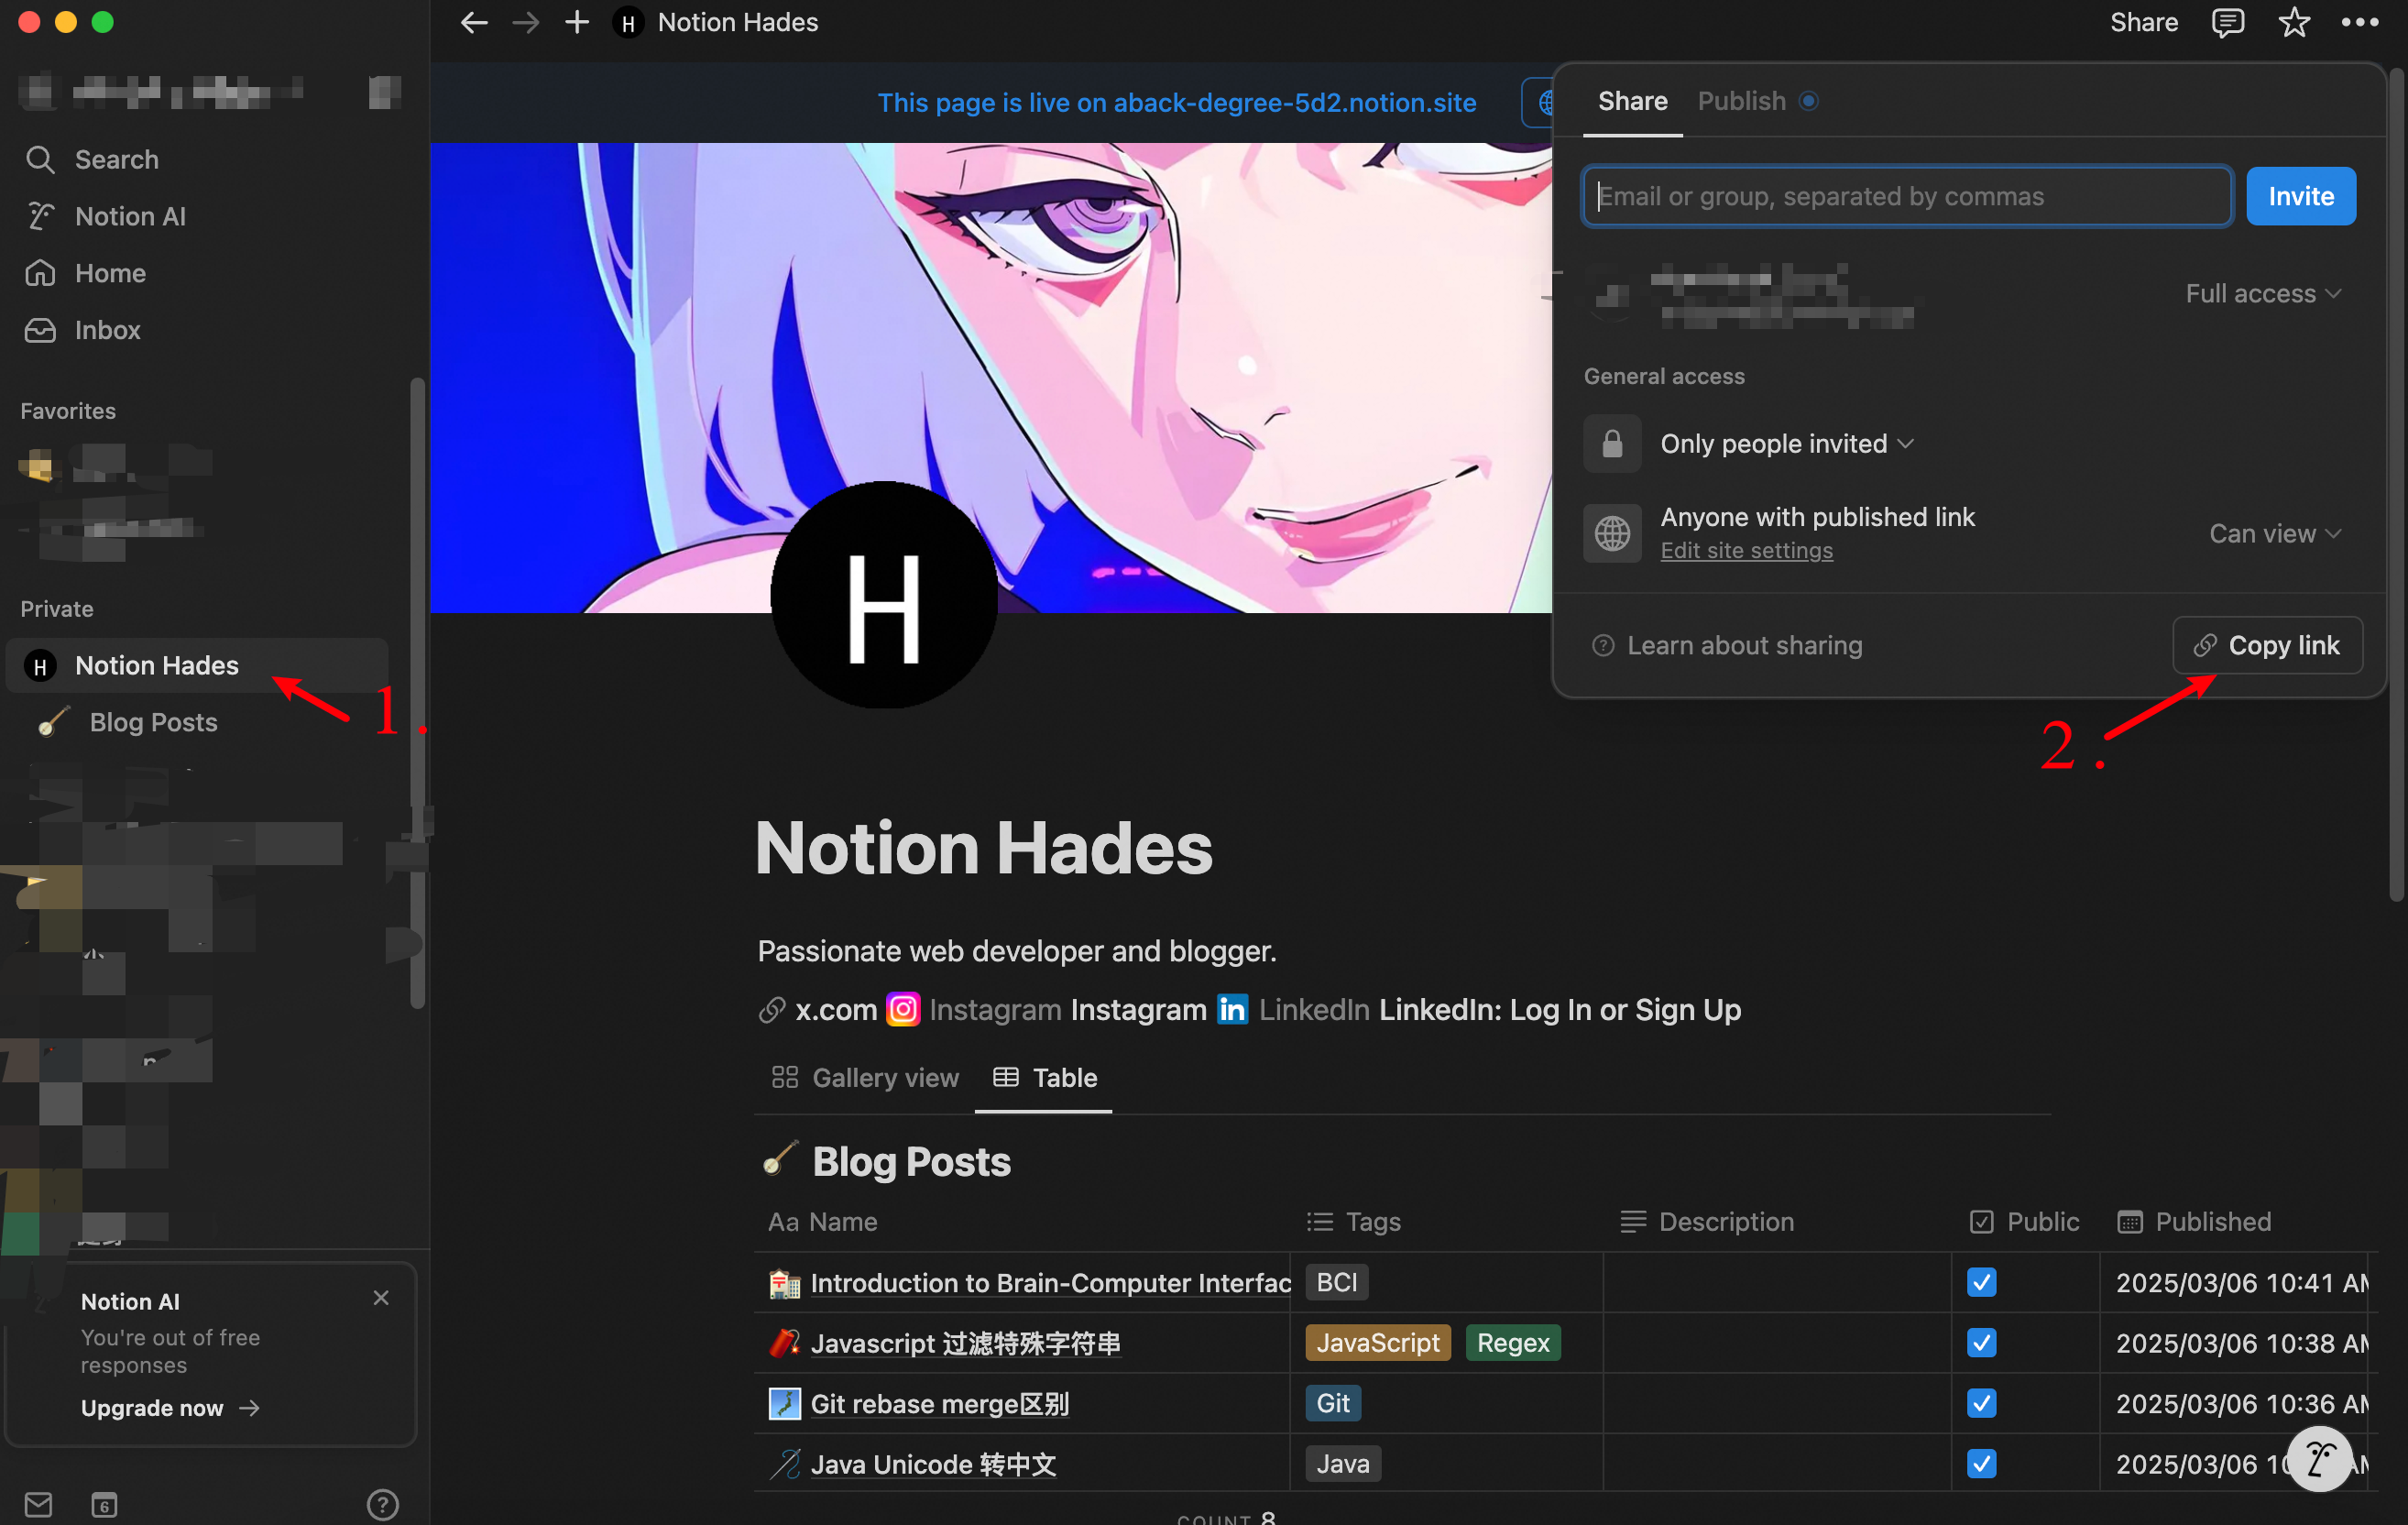 H Notion Hades
Share
Search
Notion AI
Home
Inbox
Favorites
Private
H Notion Hades
1.
Blog Posts
Notion AI
You're out of free
responses
Upgrade now →
6
?
This page is live on aback-degree-5d2.notion.site
Share Publish
Email or group, separated by commas
Invite
Full access
General access
Only people invited
Anyone with published link
Edit site settings
Can view
? Learn about sharing
Copy link
2.
H
Notion Hades
Passionate web developer and blogger.
x.com Instagram Instagram in LinkedIn LinkedIn: Log In or Sign Up
Gallery view Table
Blog Posts
Aa Name Tags Description Public Published
Introduction to Brain-Computer Interfac BCI 2025/03/06 10:41 AM
Javascript 过滤特殊字符串 JavaScript Regex 2025/03/06 10:38 AM
Git rebase merge区别 Git 2025/03/06 10:36 AM
Java Unicode 转中文 Java 2025/03/06 10
COUNT 8